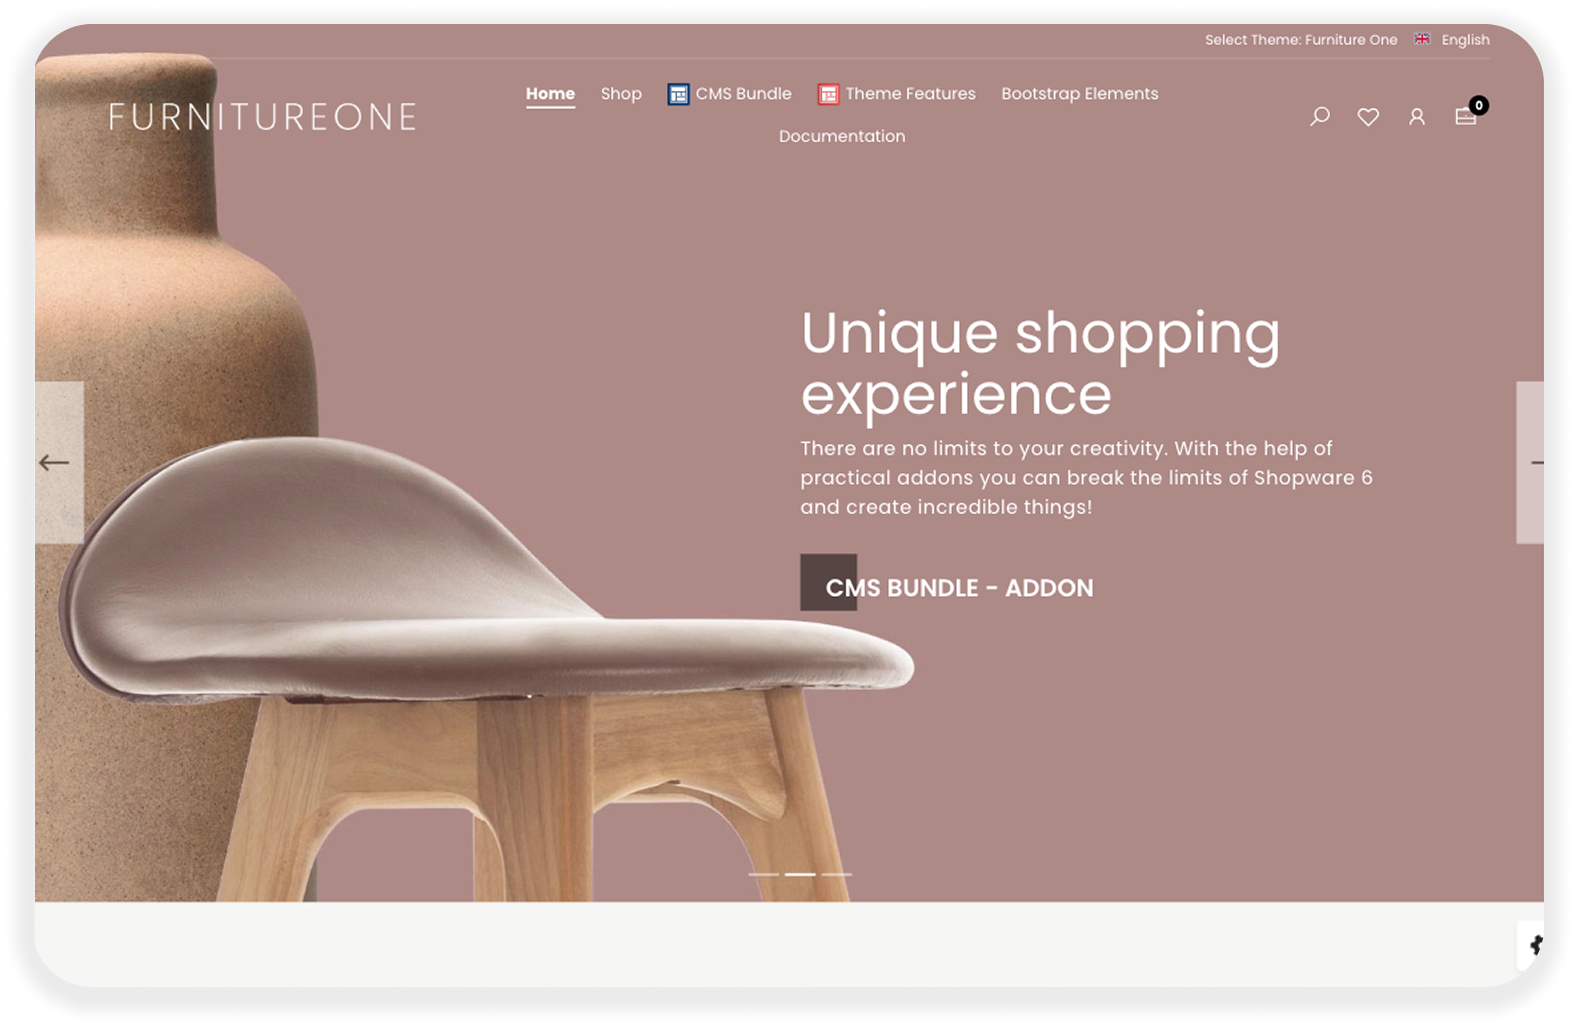 Select Theme: Furniture One English
FURNITUREONE
Home Shop CMS Bundle Theme Features Bootstrap Elements
Documentation
0
Unique shopping
experience
There are no limits to your creativity. With the help of
practical addons you can break the limits of Shopware 6
and create incredible things!
CMS BUNDLE - ADDON